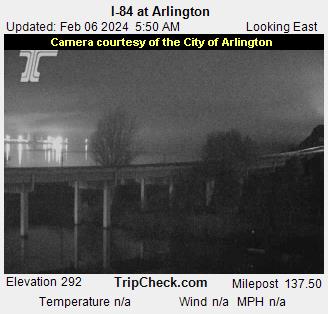 I-84 at Arlington
Updated: Feb 06 2024 5:50 AM Looking East
Camera courtesy of the City of Arlington
Elevation 292 TripCheck.com Milepost 137.50
Temperature n/a Wind n/a MPH n/a